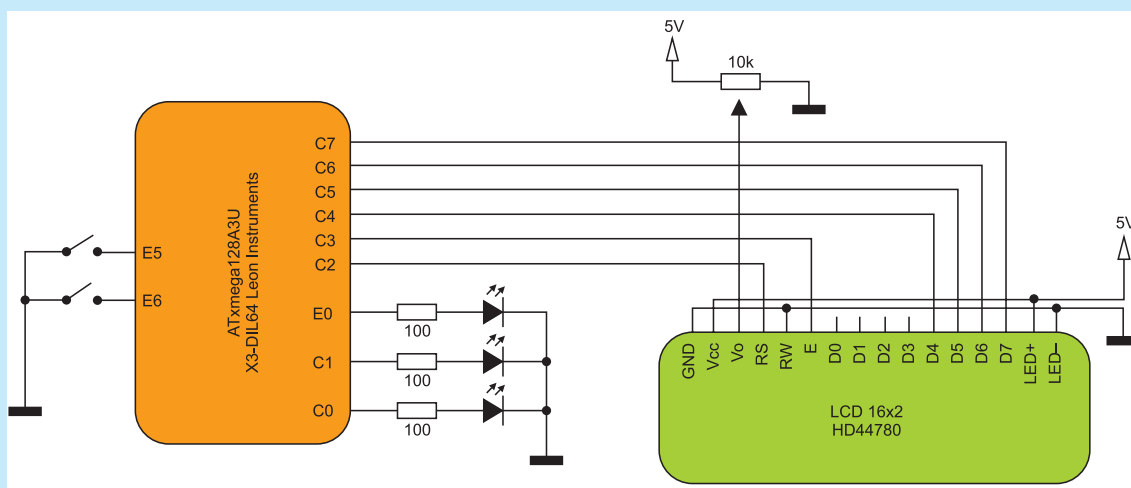 5V
10k
C7
C6
C5
C4
C3
C2
E0
C1
C0
E5
E6
ATxmega128A3U
X3-DIL64 Leon Instruments
100
100
100
5V
GND
Vcc
Vo
RS
RW
E
D0
D1
D2
D3
D4
D5
D6
D7
LED+
LED–
LCD 16x2
HD44780